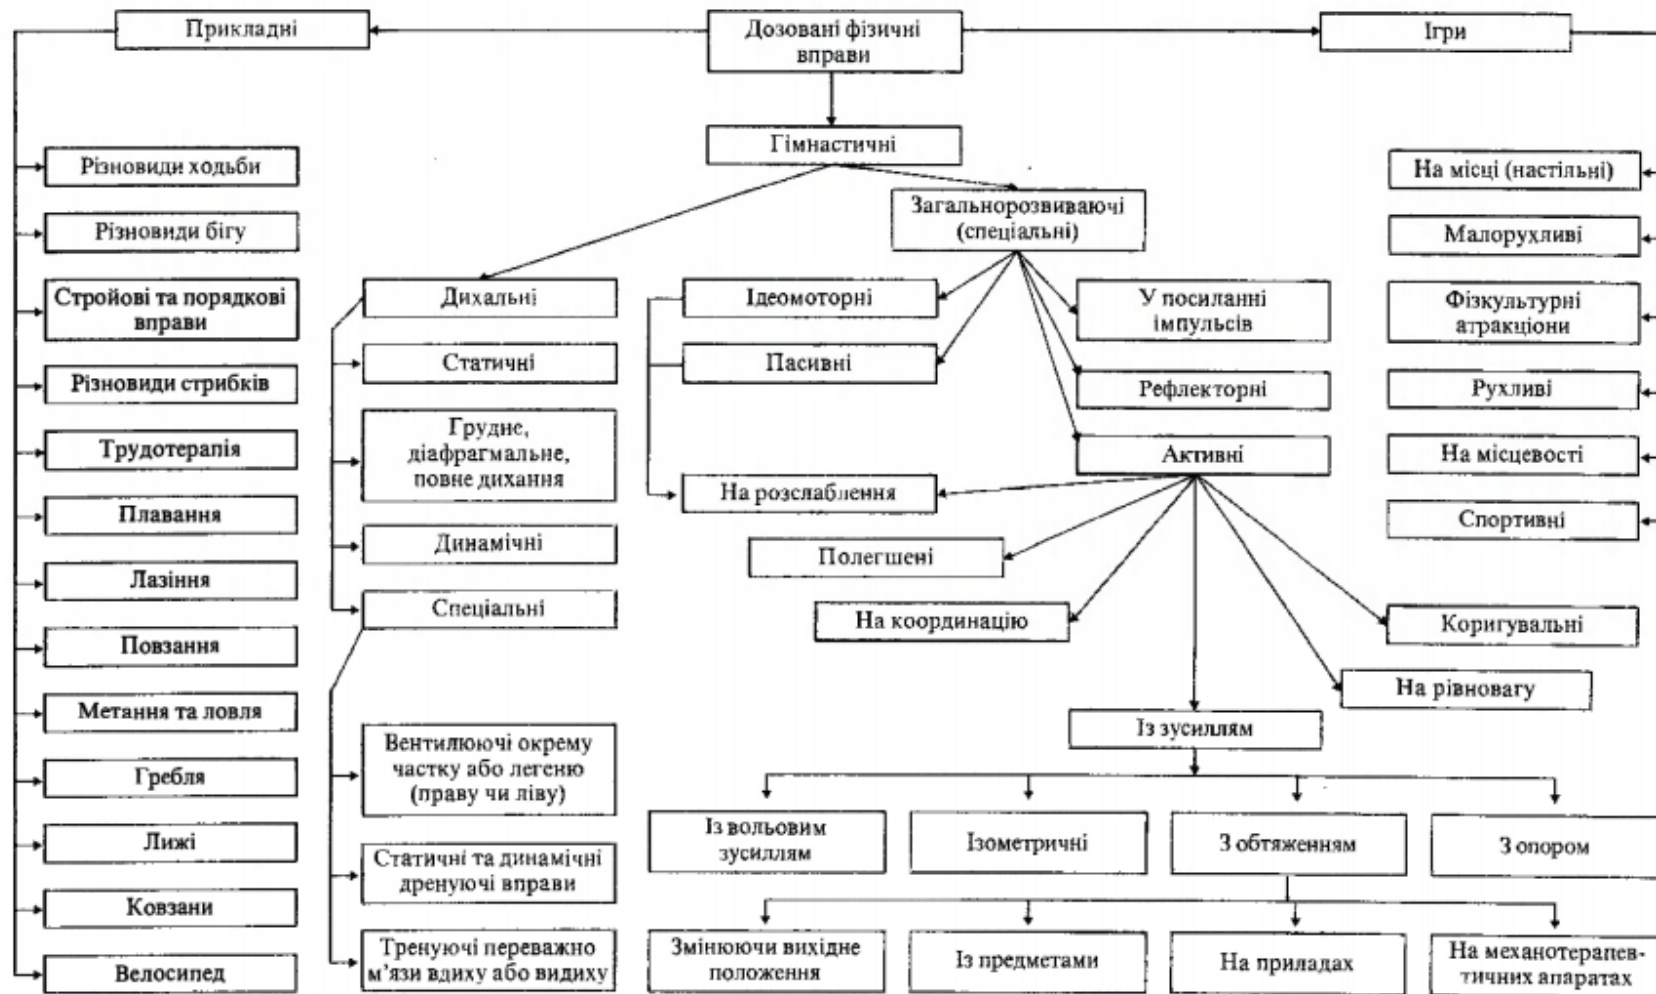 Прикладні
Дозовані фізичні
вправи
Ігри
Гімнастичні
Різновиди ходьби
Різновиди бігу
Стройові та порядкові
вправи
Різновиди стрибків
Трудотерапія
Плавання
Лазіння
Повзання
Метання та ловля
Гребля
Лижі
Ковзани
Велосипед
Дихальні
Статичні
Грудне,
діафрагмальне,
повне дихання
Динамічні
Спеціальні
Вентилюючі окрему
частку або легеню
(праву чи ліву)
Статичні та динамічні
дренуючі вправи
Тренуючі переважно
м'язи вдиху або видиху
Загальнорозвиваючі
(спеціальні)
Ідеомоторні
Пасивні
На розслаблення
У посиланні
імпульсів
Рефлекторні
Активні
Полегшені
На координацію
Коригувальні
На рівновагу
Із зусиллям
Із вольовим
зусиллям
Ізометричні
З обтяженням
З опором
Змінюючи вихідне
положення
Із предметами
На приладах
На механотерапев-
тичних апаратах
На місці (настільні)
Малорухливі
Фізкультурні
атракціони
Рухливі
На місцевості
Спортивні